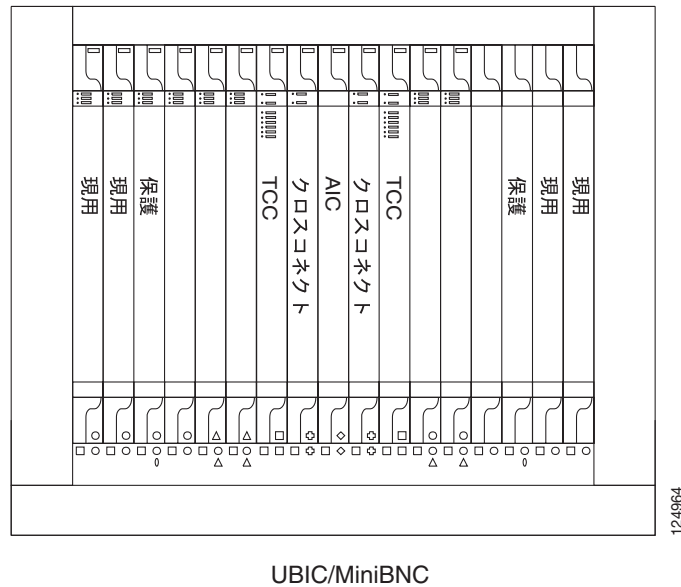 現用
現用
保護
TCC
クロスコネクト
AIC
クロスコネクト
TCC
保護
現用
現用
124964
UBIC/MiniBNC